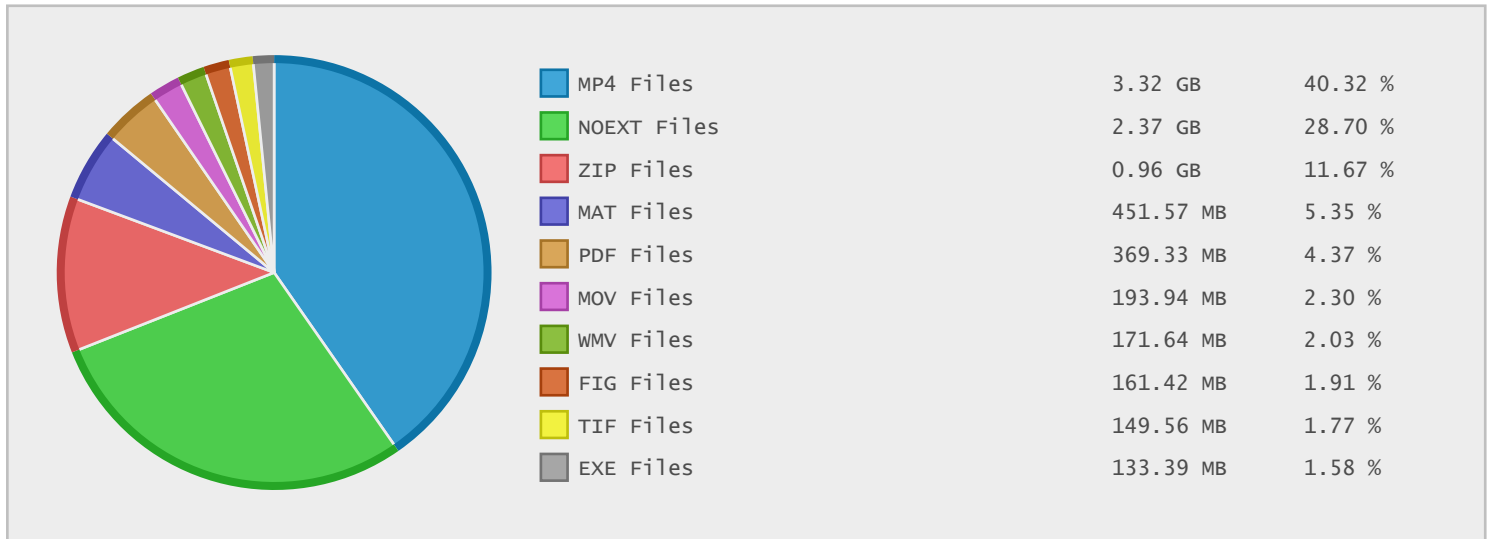 MP4 Files 3.32 GB 40.32 %
NOEXT Files 2.37 GB 28.70 %
ZIP Files 0.96 GB 11.67 %
MAT Files 451.57 MB 5.35 %
PDF Files 369.33 MB 4.37 %
MOV Files 193.94 MB 2.30 %
WMV Files 171.64 MB 2.03 %
FIG Files 161.42 MB 1.91 %
TIF Files 149.56 MB 1.77 %
EXE Files 133.39 MB 1.58 %